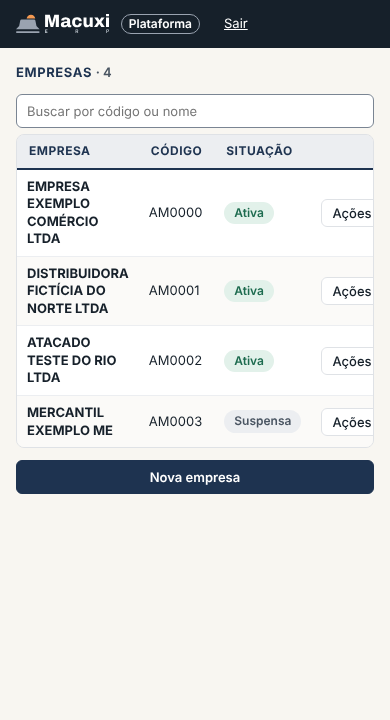 Macuxi
E R P
Plataforma
Sair
EMPRESAS · 4
Buscar por código ou nome
EMPRESA CÓDIGO SITUAÇÃO
EMPRESA
EXEMPLO
COMÉRCIO
LTDA
AM0000 Ativa Ações
DISTRIBUIDORA
FICTÍCIA DO
NORTE LTDA
AM0001 Ativa Ações
ATACADO
TESTE DO RIO
LTDA
AM0002 Ativa Ações
MERCANTIL
EXEMPLO ME
AM0003 Suspensa Ações
Nova empresa